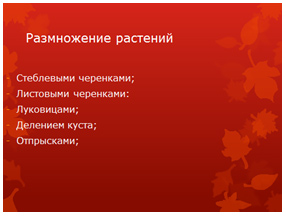 Размножение растений
- Стеблевыми черенками;
- Листовыми черенками:
- Луковицами;
- Делением куста;
- Отпрысками;